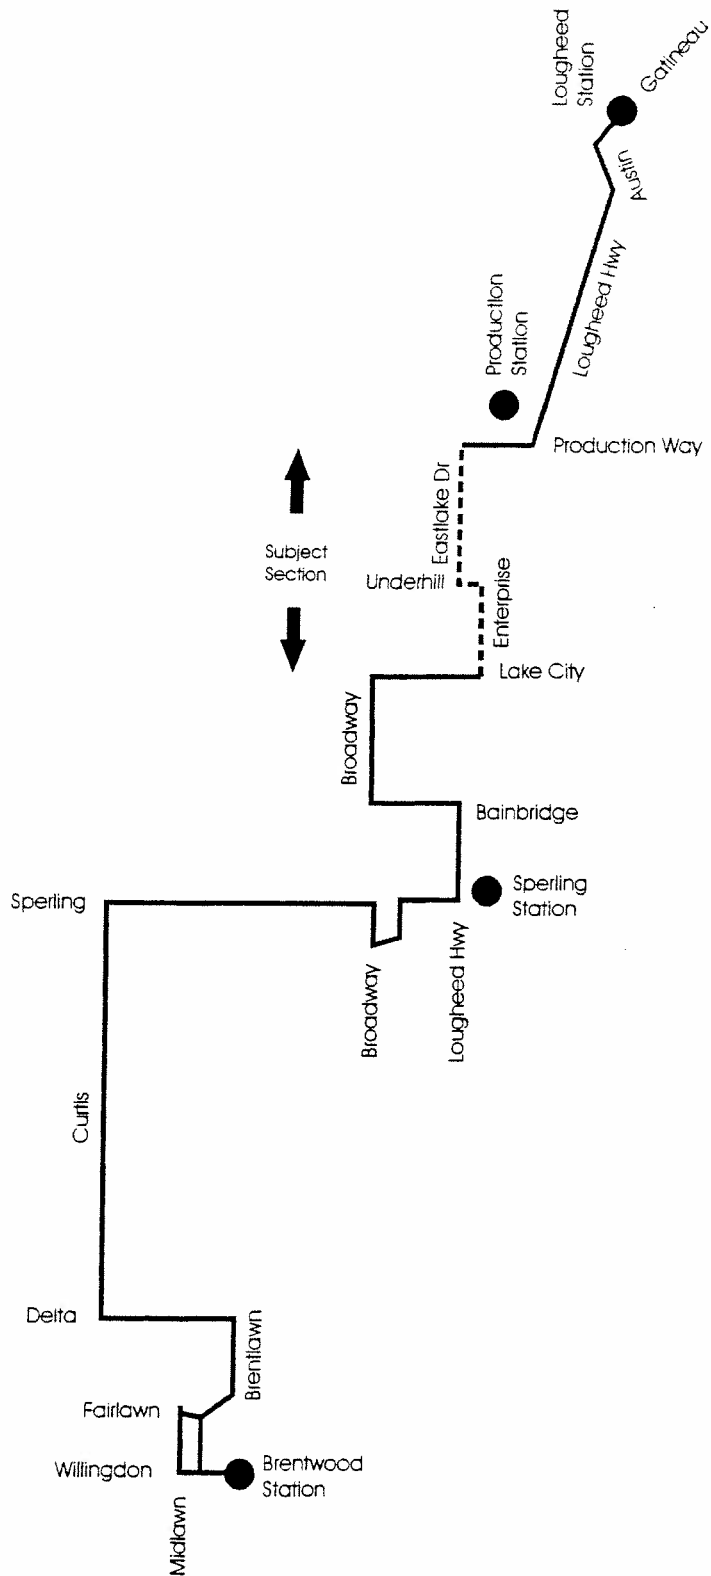 Lougheed
Station
Gatineau
Austin
Lougheed Hwy
Production
Station
Production Way
Eastlake Dr
Subject
Section
Underhill
Enterprise
Lake City
Broadway
Bainbridge
Sperling
Sperling
Station
Broadway
Lougheed Hwy
Curtis
Delta
Brentlawn
Fairlawn
Willingdon
Brentwood
Station
Midlawn